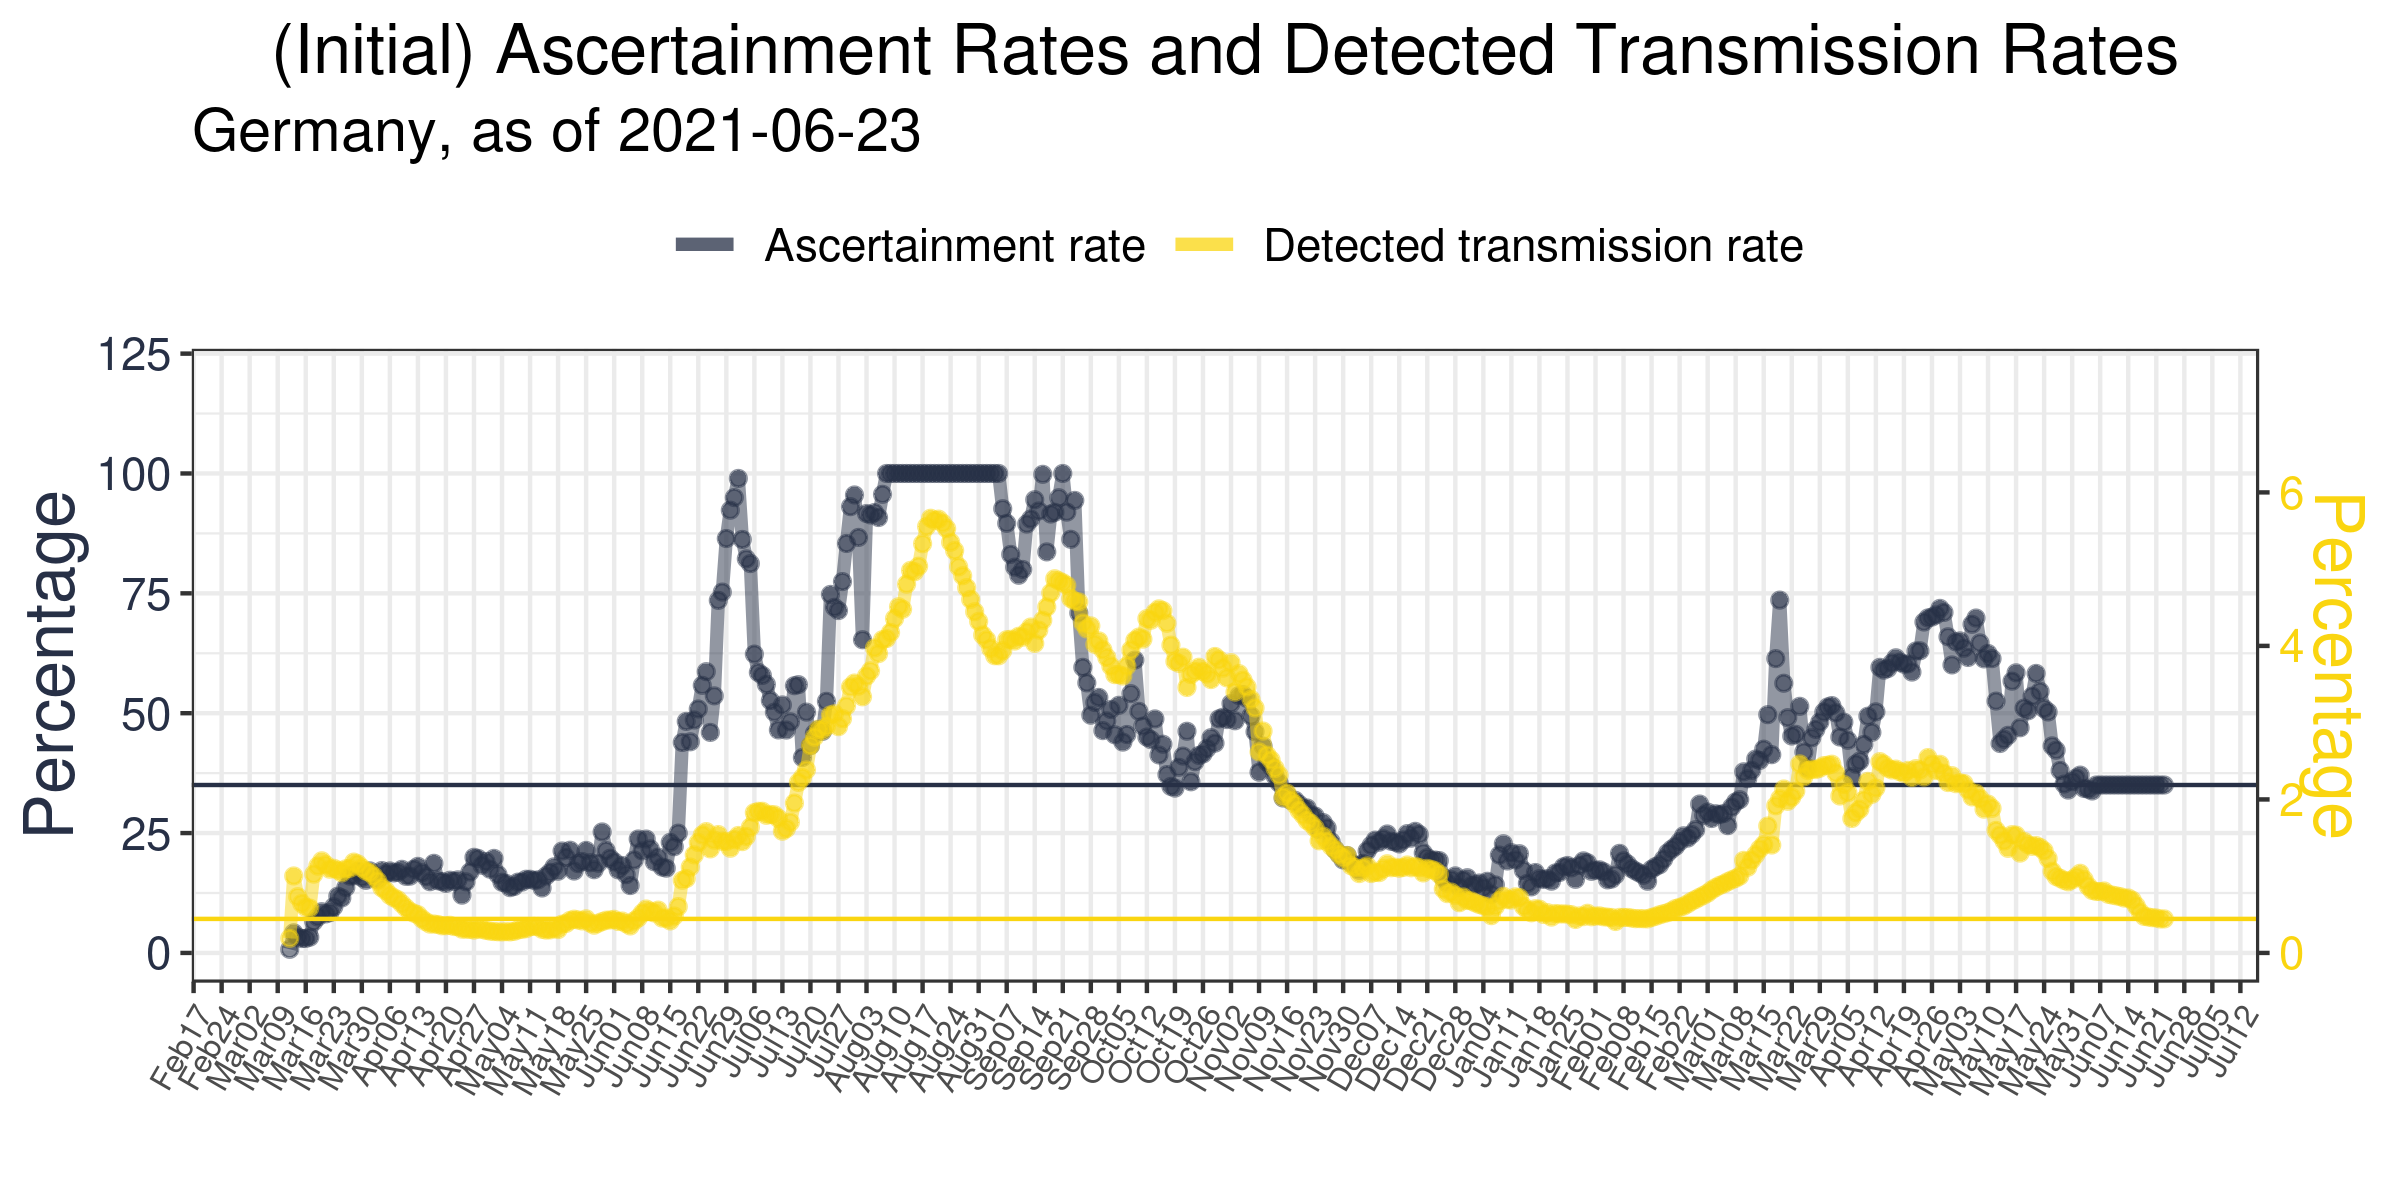 (Initial) Ascertainment Rates and Detected Transmission Rates
Germany, as of 2021-06-23
Ascertainment rate Detected transmission rate
125
100
75
50
25
0
Percentage
6
4
2
0
Percentage
Feb17 Feb24 Mar02 Mar09 Mar16 Mar23 Mar30 Apr06 Apr13 Apr20 Apr27 May04 May11 May18 May25 Jun01 Jun08 Jun15 Jun22 Jun29 Jul06 Jul13 Jul20 Jul27 Aug03 Aug10 Aug17 Aug24 Aug31 Sep07 Sep14 Sep21 Sep28 Oct05 Oct12 Oct19 Oct26 Nov02 Nov09 Nov16 Nov23 Nov30 Dec07 Dec14 Dec21 Dec28 Jan04 Jan11 Jan18 Jan25 Feb01 Feb08 Feb15 Feb22 Mar01 Mar08 Mar15 Mar22 Mar29 Apr05 Apr12 Apr19 Apr26 May03 May10 May17 May24 May31 Jun07 Jun14 Jun21 Jun28 Jul05 Jul12